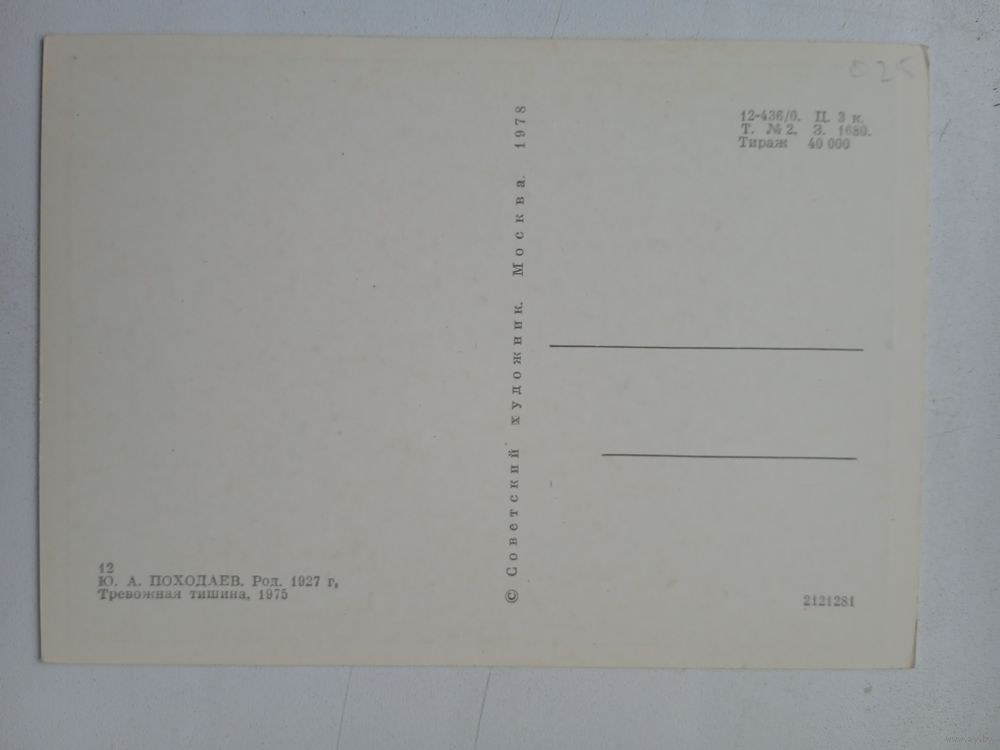 025
12-436/0. Ц. 3 к.
Т. № 2. З. 1680.
Тираж 40 000
© Советский художник. Москва. 1978
12
Ю. А. ПОХОДАЕВ. Род. 1927 г.
Тревожная тишина, 1975
2121281